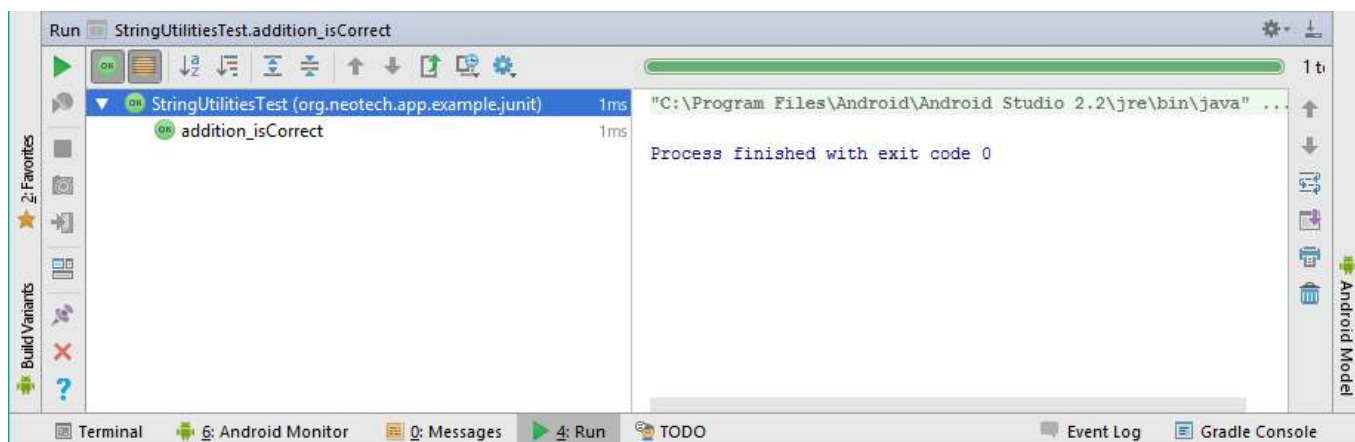 Run StringUtilitiesTest.addition_isCorrect
1 t
StringUtilitiesTest (org.neotech.app.example.junit) 1ms
addition_isCorrect 1ms
"C:\Program Files\Android\Android Studio 2.2\jre\bin\java" ...
Process finished with exit code 0
2: Favorites
Build Variants
Android Model
Terminal
6: Android Monitor
0: Messages
4: Run
TODO
Event Log
Gradle Console